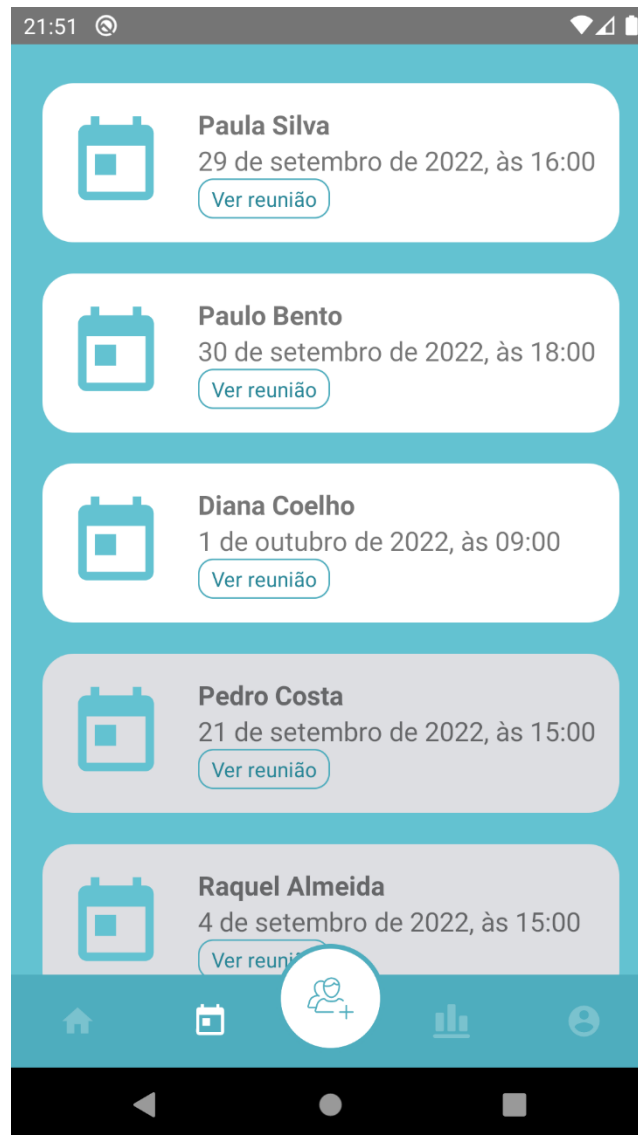 21:51
Paula Silva
29 de setembro de 2022, às 16:00
Ver reunião
Paulo Bento
30 de setembro de 2022, às 18:00
Ver reunião
Diana Coelho
1 de outubro de 2022, às 09:00
Ver reunião
Pedro Costa
21 de setembro de 2022, às 15:00
Ver reunião
Raquel Almeida
4 de setembro de 2022, às 15:00
Ver